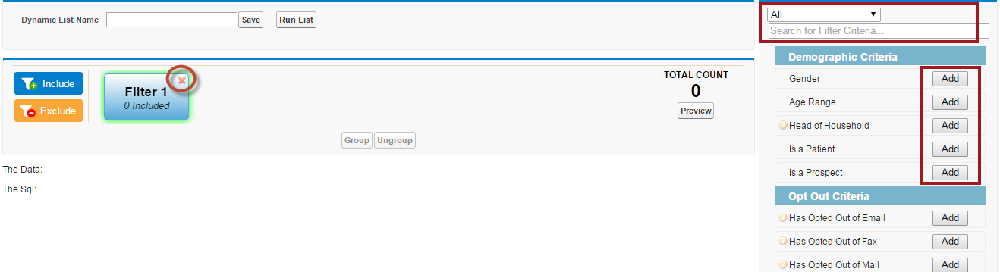 Dynamic List Name Save Run List
Include
Exclude
Filter 1
0 Included
TOTAL COUNT
0
Preview
Group Ungroup
The Data:
The Sql:
All
Search for Filter Criteria...
Demographic Criteria
Gender Add
Age Range Add
Head of Household Add
Is a Patient Add
Is a Prospect Add
Opt Out Criteria
Has Opted Out of Email Add
Has Opted Out of Fax Add
Has Opted Out of Mail Add